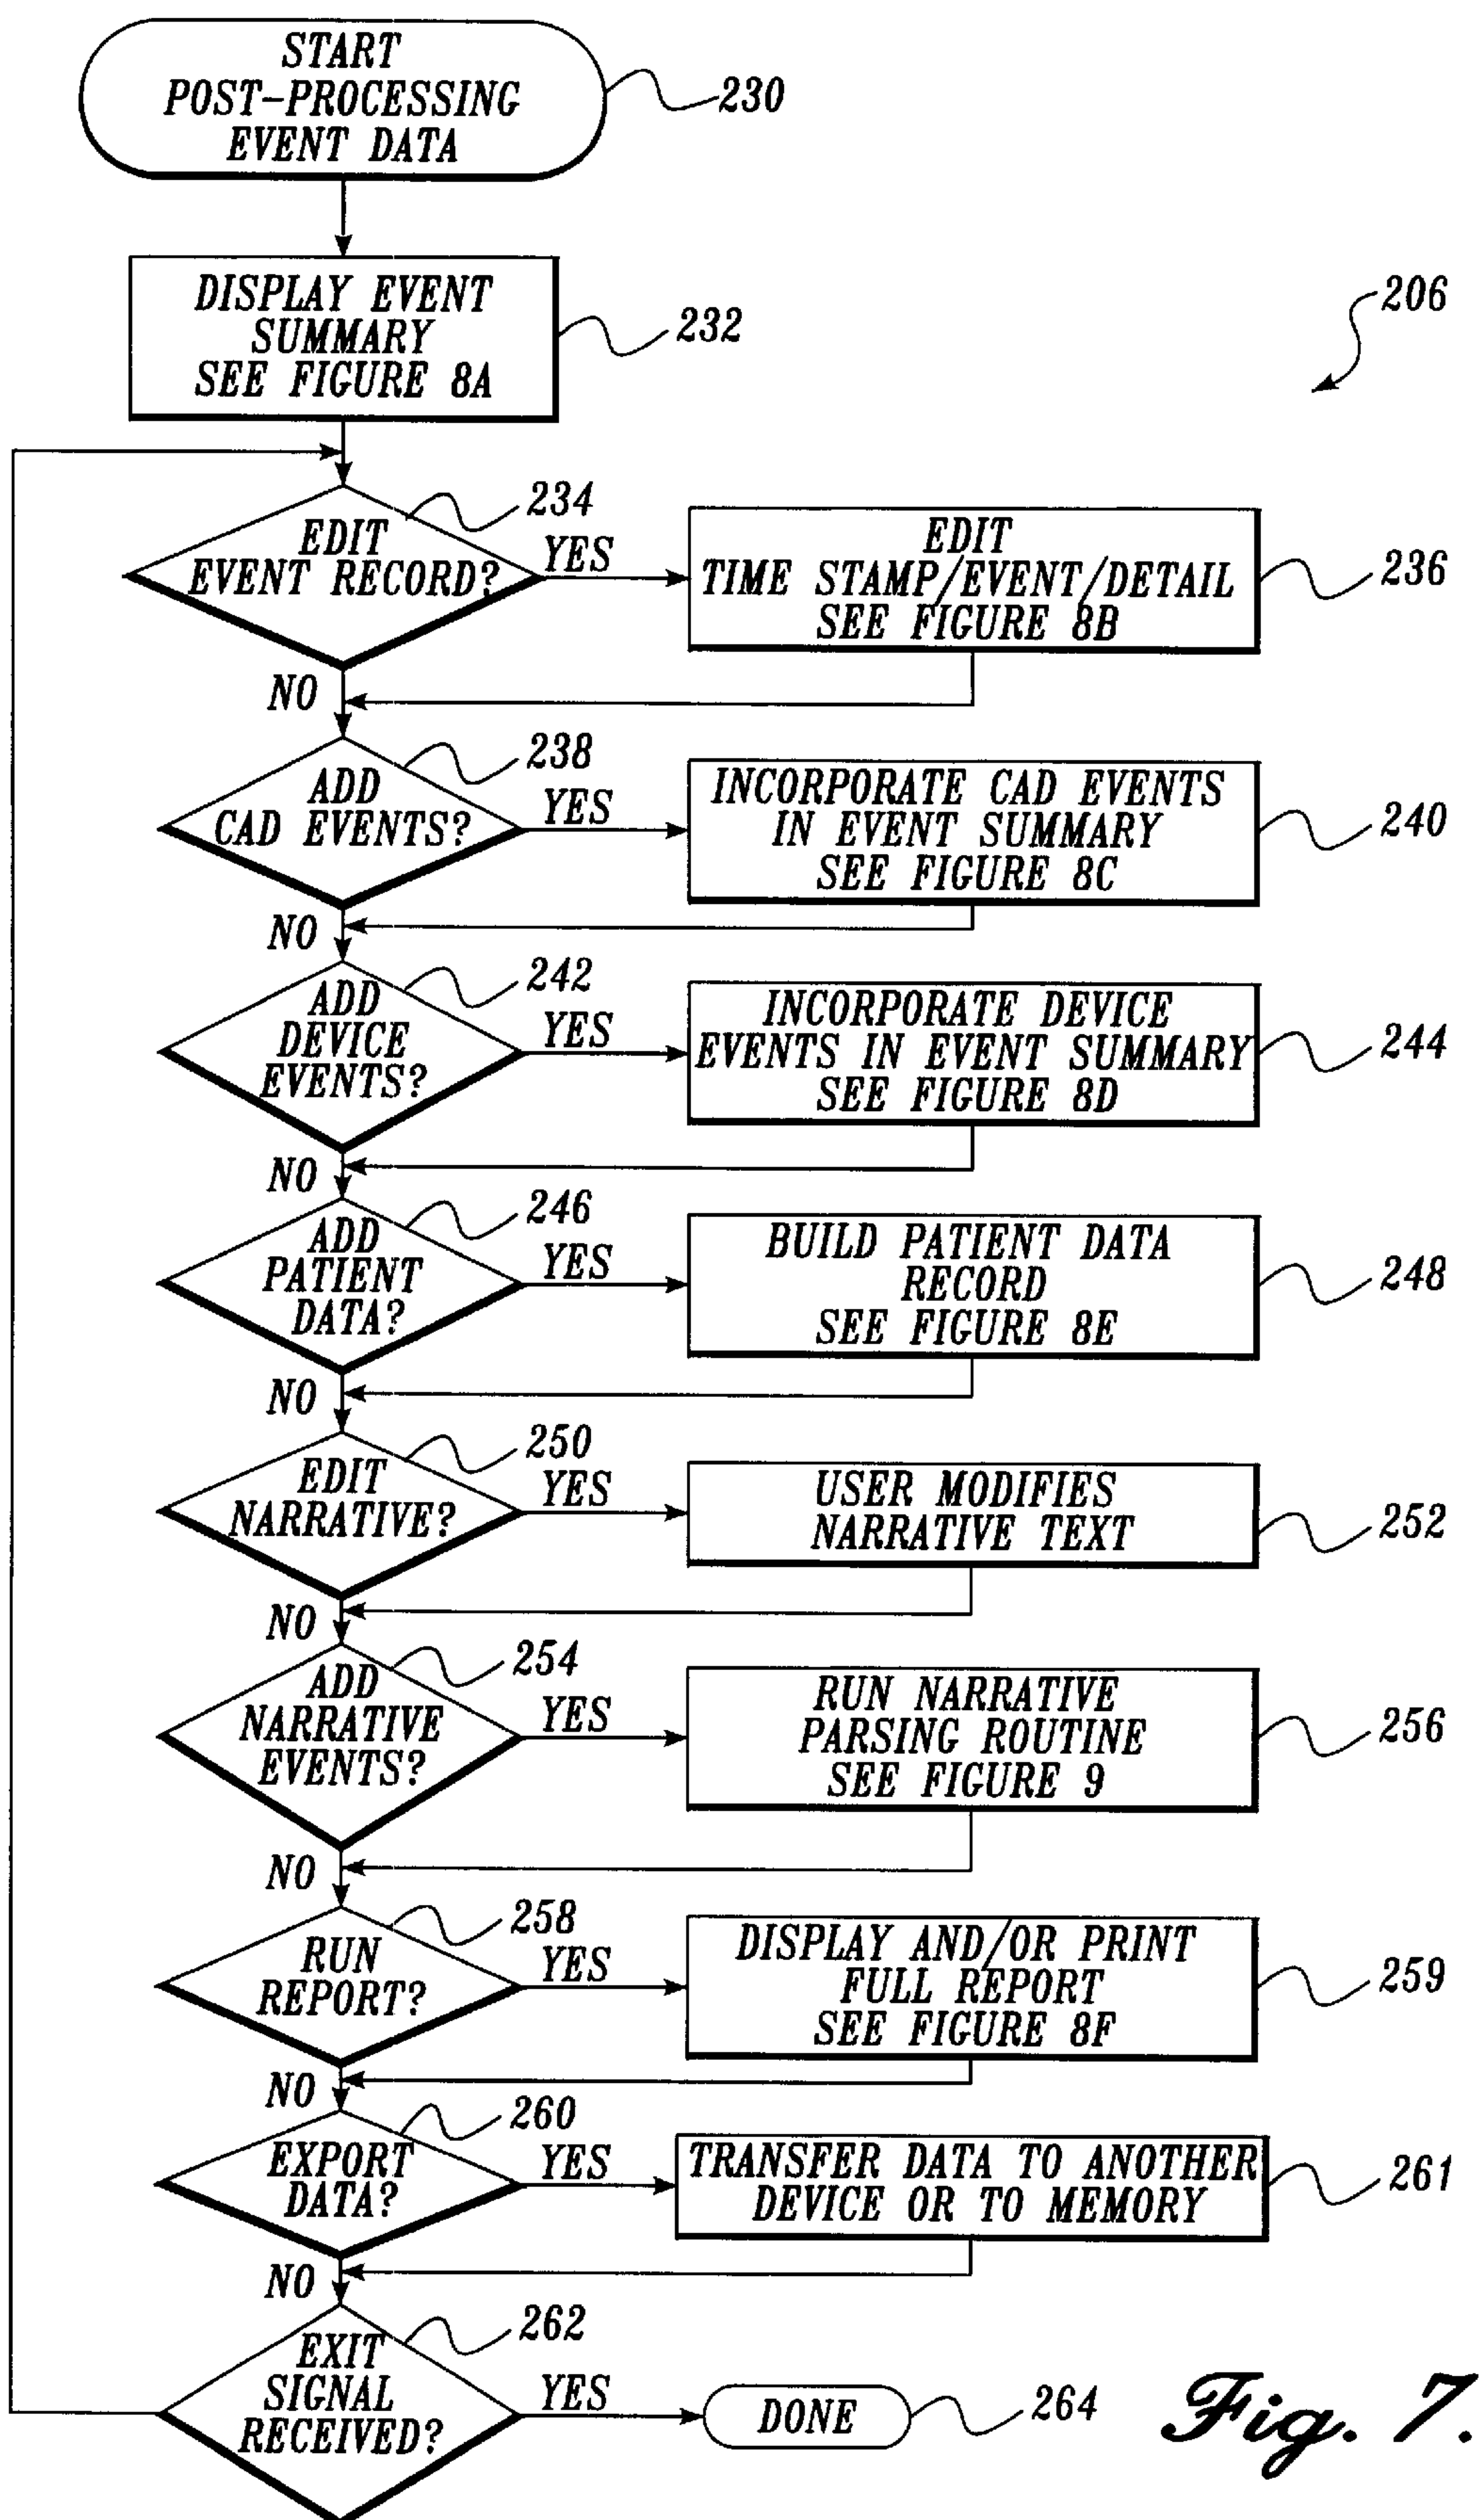 START
POST-PROCESSING
EVENT DATA
230
DISPLAY EVENT
SUMMARY
SEE FIGURE 8A
232
206
EDIT
EVENT RECORD?
234
YES
EDIT
TIME STAMP/EVENT/DETAIL
SEE FIGURE 8B
236
NO
ADD
CAD EVENTS?
238
YES
INCORPORATE CAD EVENTS
IN EVENT SUMMARY
SEE FIGURE 8C
240
NO
ADD
DEVICE
EVENTS?
242
YES
INCORPORATE DEVICE
EVENTS IN EVENT SUMMARY
SEE FIGURE 8D
244
NO
ADD
PATIENT
DATA?
246
YES
BUILD PATIENT DATA
RECORD
SEE FIGURE 8E
248
NO
EDIT
NARRATIVE?
250
YES
USER MODIFIES
NARRATIVE TEXT
252
NO
ADD
NARRATIVE
EVENTS?
254
YES
RUN NARRATIVE
PARSING ROUTINE
SEE FIGURE 9
256
NO
RUN
REPORT?
258
YES
DISPLAY AND/OR PRINT
FULL REPORT
SEE FIGURE 8F
259
NO
EXPORT
DATA?
260
YES
TRANSFER DATA TO ANOTHER
DEVICE OR TO MEMORY
261
NO
EXIT
SIGNAL
RECEIVED?
262
YES
DONE
264
Fig. 7.